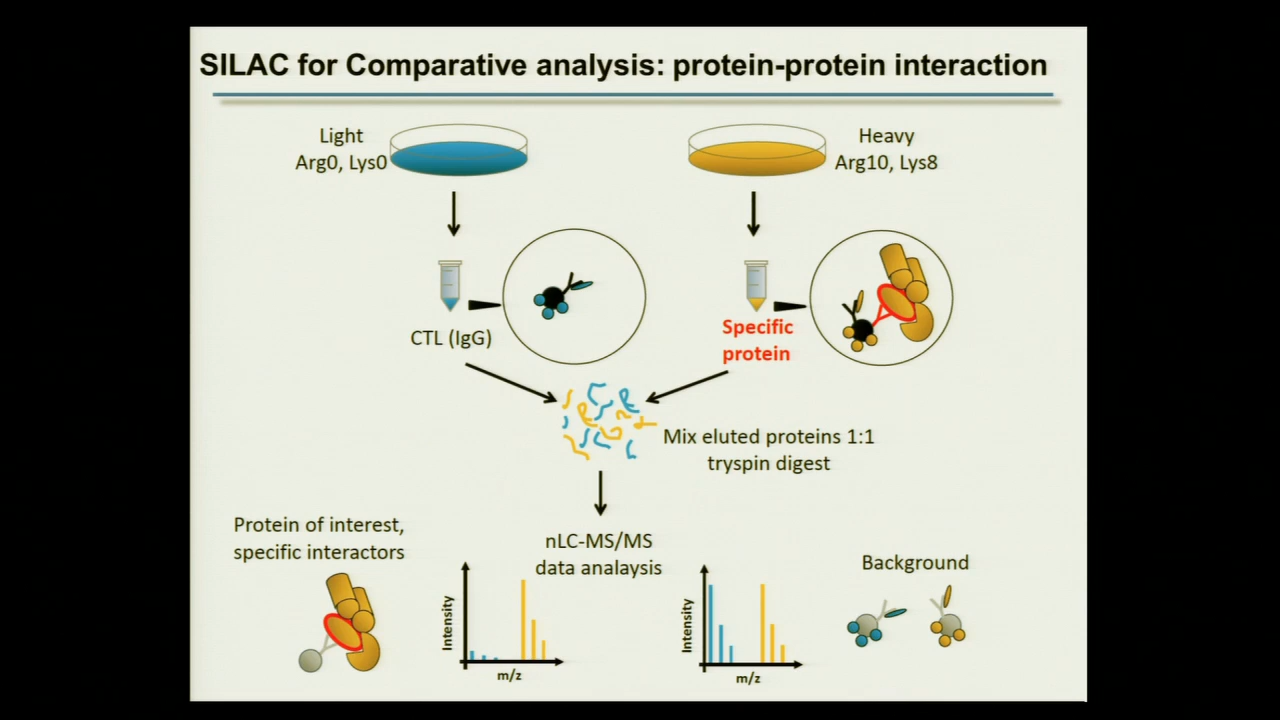 SILAC for Comparative analysis: protein-protein interaction
Light
Arg0, Lys0
Heavy
Arg10, Lys8
CTL (IgG)
Specific
protein
Mix eluted proteins 1:1
tryspin digest
Protein of interest,
specific interactors
nLC-MS/MS
data analaysis
Background
Intensity
m/z
Intensity
m/z